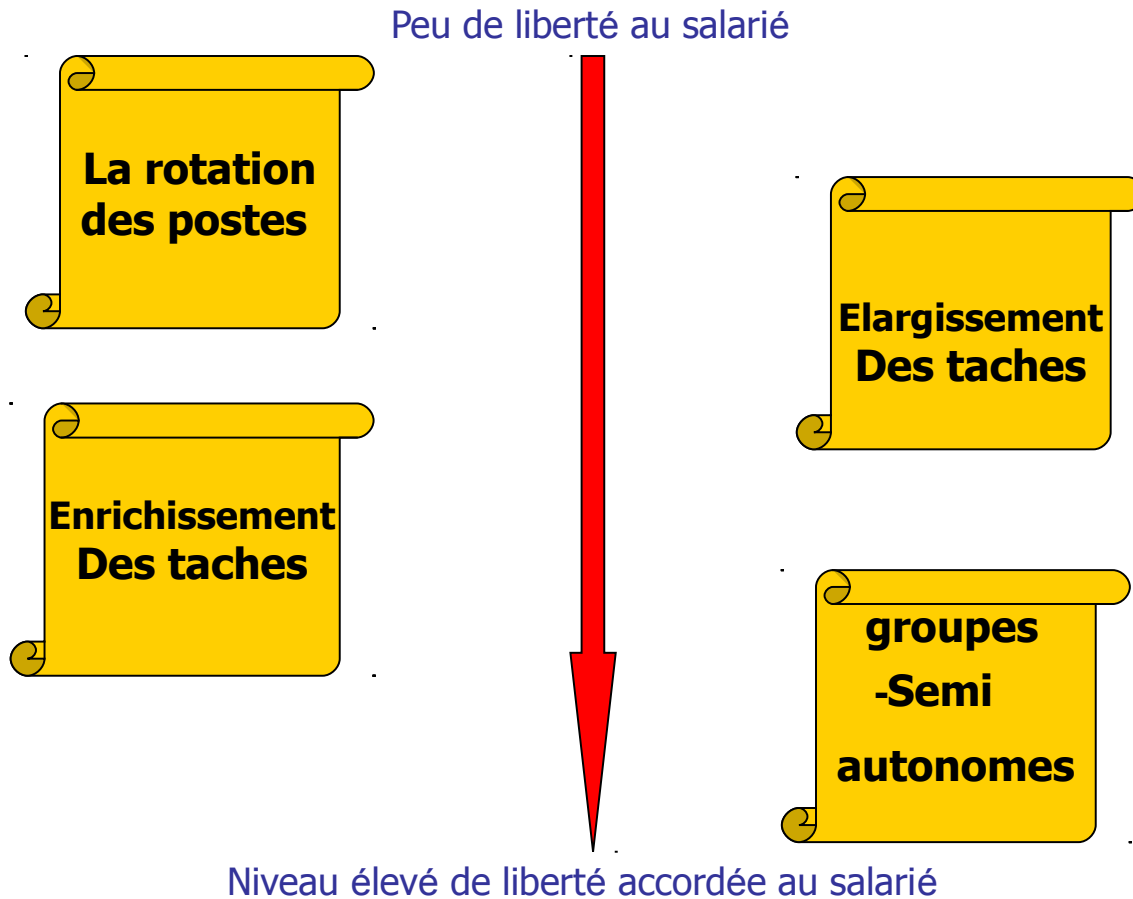 Peu de liberté au salarié
La rotation
des postes
Elargissement
Des taches
Enrichissement
Des taches
groupes
-Semi
autonomes
Niveau élevé de liberté accordée au salarié